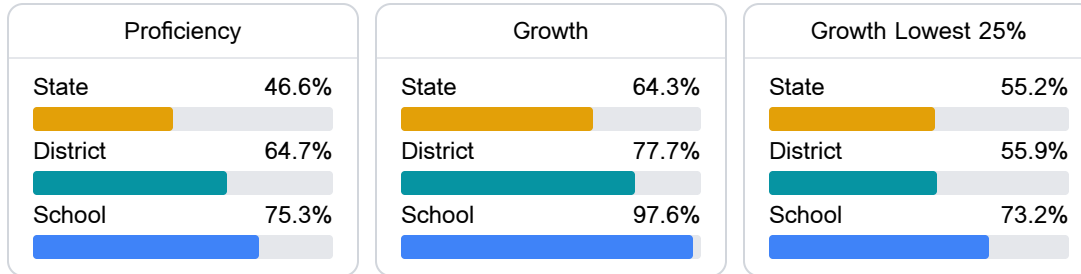 Proficiency
State 46.6%
District 64.7%
School 75.3%
Growth
State 64.3%
District 77.7%
School 97.6%
Growth Lowest 25%
State 55.2%
District 55.9%
School 73.2%